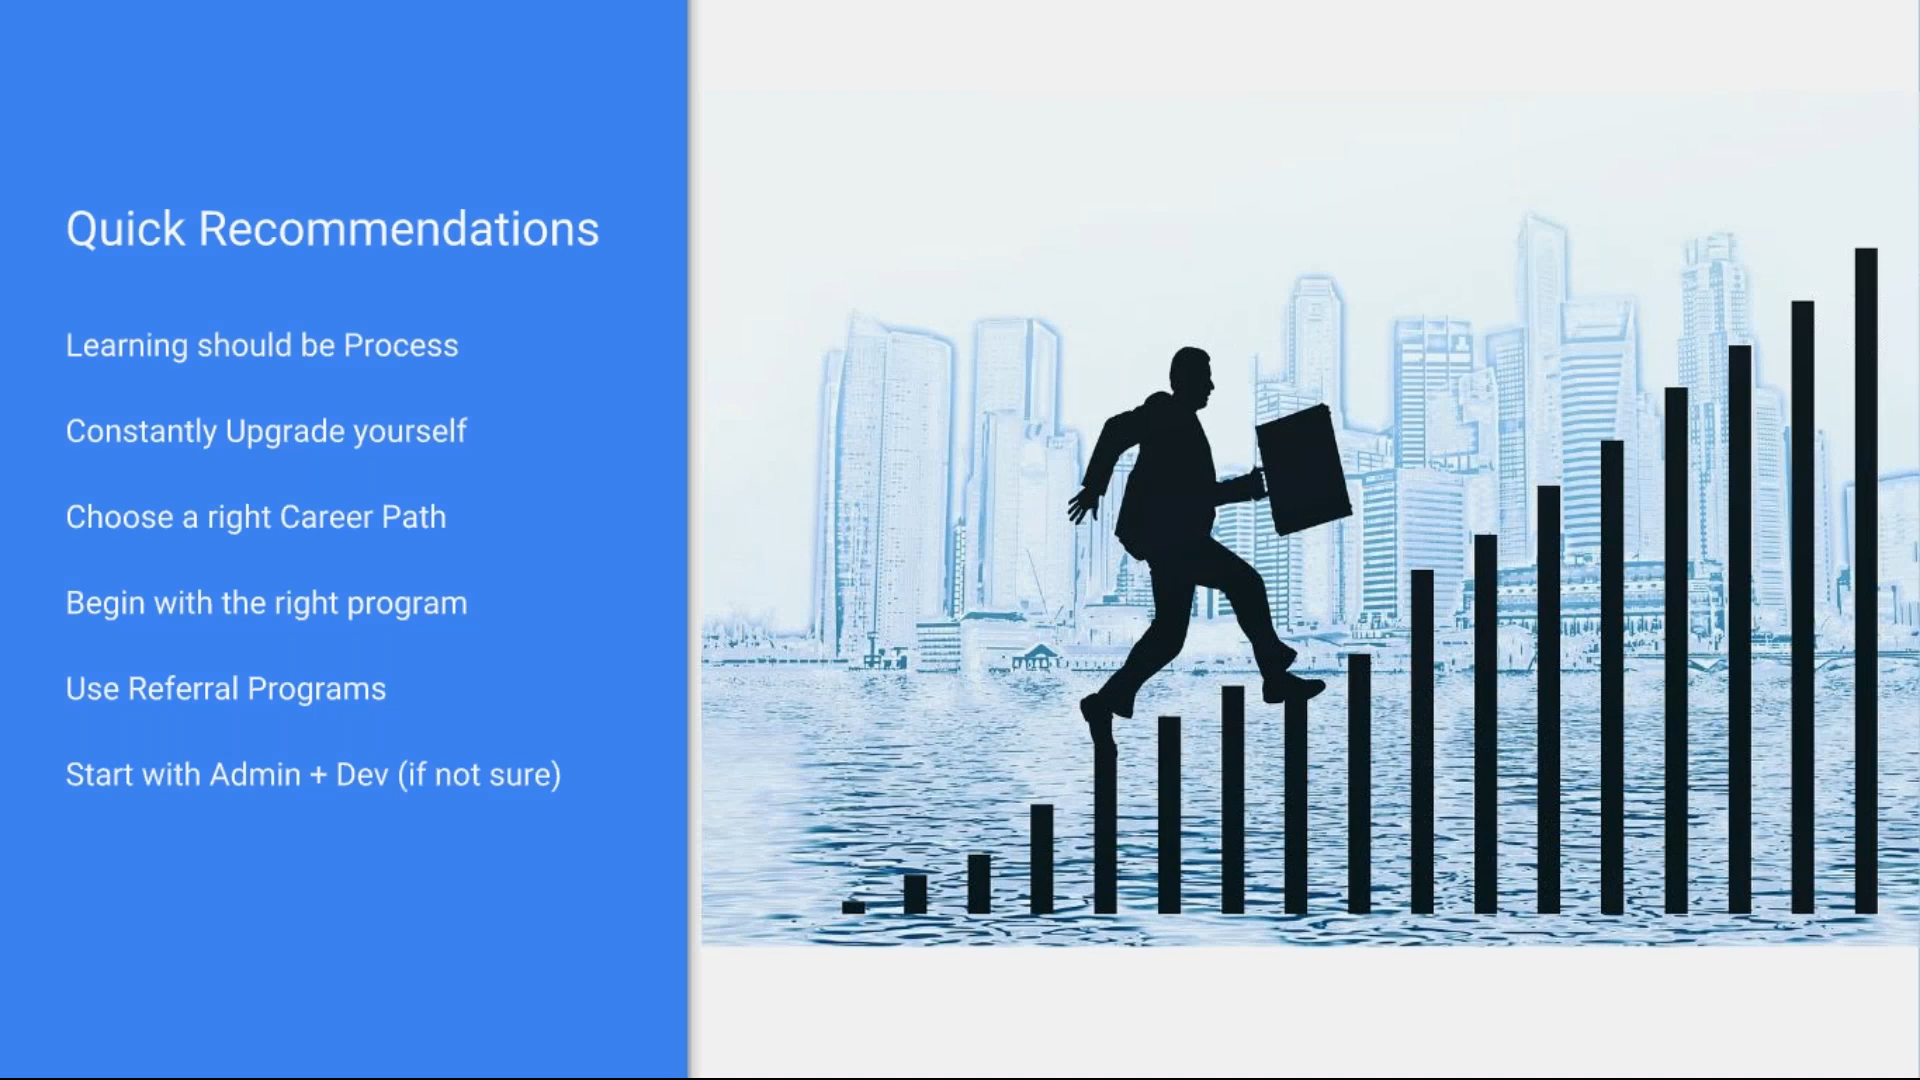 Quick Recommendations
Learning should be Process
Constantly Upgrade yourself
Choose a right Career Path
Begin with the right program
Use Referral Programs
Start with Admin + Dev (if not sure)